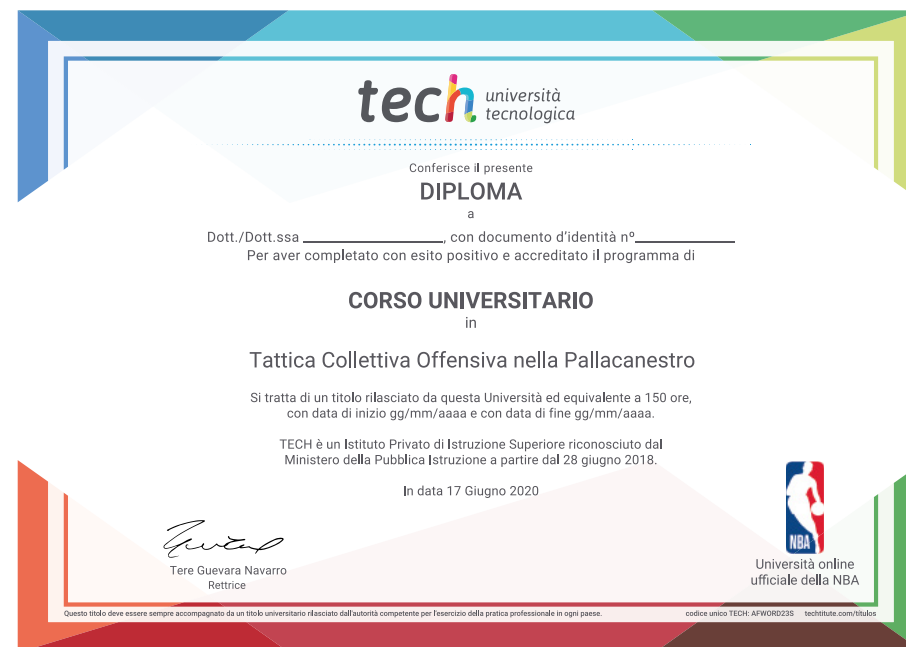 tech università
tecnologica
Conferisce il presente
DIPLOMA
a
Dott./Dott.ssa ____________________, con documento d'identità nº______________
Per aver completato con esito positivo e accreditato il programma di
CORSO UNIVERSITARIO
in
Tattica Collettiva Offensiva nella Pallacanestro
Si tratta di un titolo rilasciato da questa Università ed equivalente a 150 ore,
con data di inizio gg/mm/aaaa e con data di fine gg/mm/aaaa.
TECH è un Istituto Privato di Istruzione Superiore riconosciuto dal
Ministero della Pubblica Istruzione a partire dal 28 giugno 2018.
In data 17 Giugno 2020
Tere Guevara Navarro
Rettrice
NBA
Università online
ufficiale della NBA
Questo titolo deve essere sempre accompagnato da un titolo universitario rilasciato dall'autorità competente per l'esercizio della pratica professionale in ogni paese. codice unico TECH: AFWORD23S techtitute.com/títulos